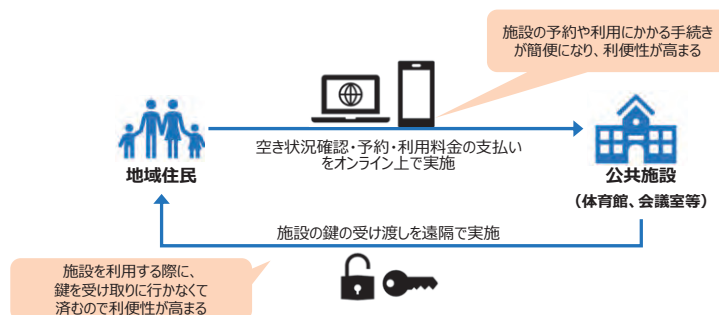 施設の予約や利用にかかる手続き
が簡便になり、利便性が高まる
空き状況確認・予約・利用料金の支払い
をオンライン上で実施
地域住民
公共施設
（体育館、会議室等）
施設の鍵の受け渡しを遠隔で実施
施設を利用する際に、
鍵を受け取りに行かなくて
済むので利便性が高まる